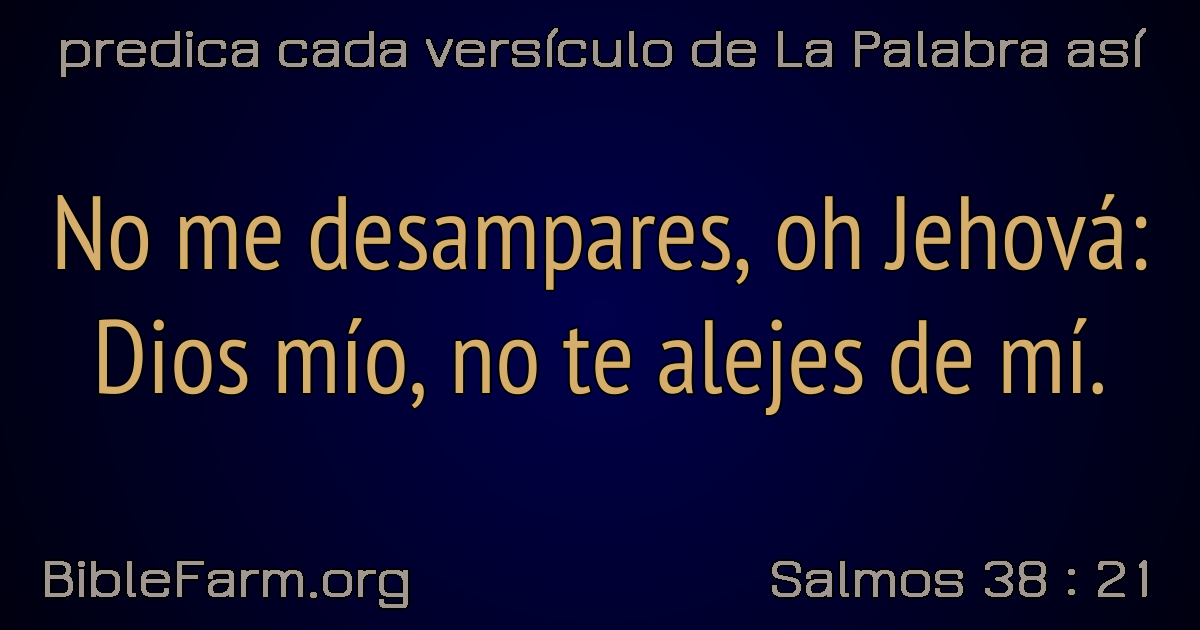 predica cada versículo de La Palabra así
No me desampares, oh Jehová:
Dios mío, no te alejes de mí.
BibleFarm.org
Salmos 38 : 21